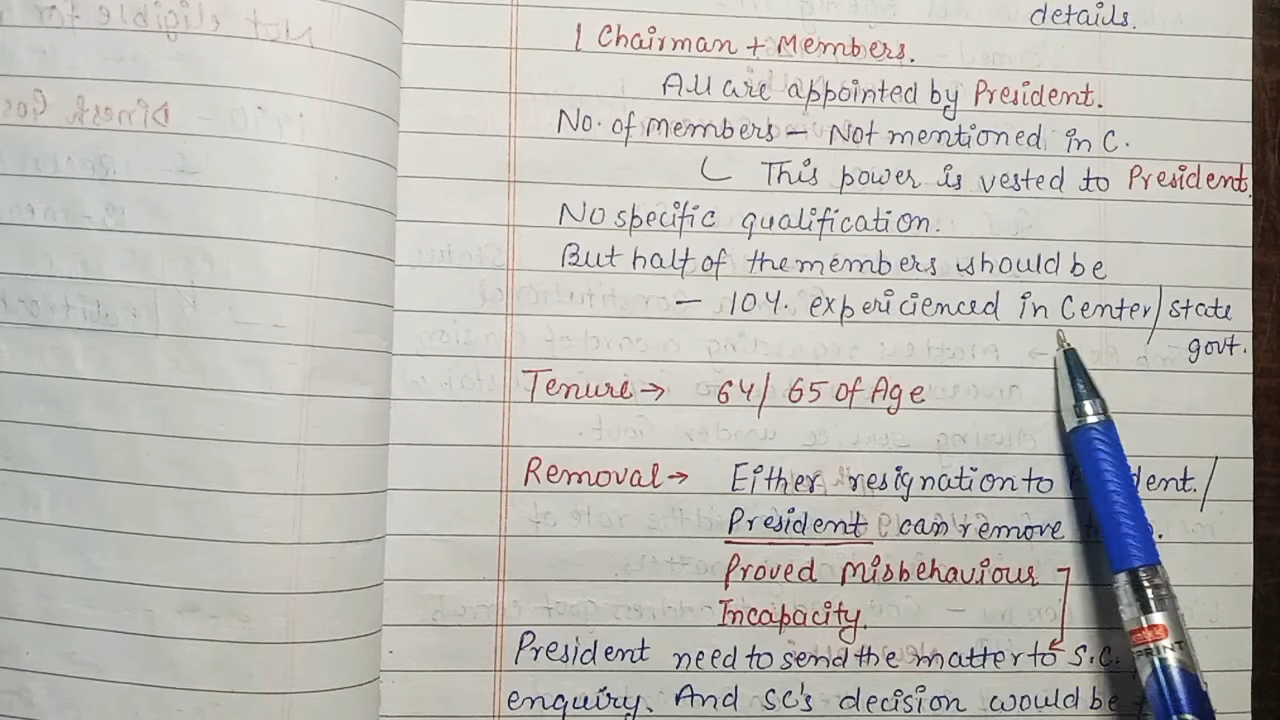 details.
1 Chairman + Members.
All are appointed by President.
No. of members - Not mentioned in C.
This power is vested to President.
No specific qualification.
But half of the members should be
- 10 Y. expericienced in Center/State
govt.
Tenure → 64/65 of Age
Removal → Either resignation to
President can remove
Proved Misbehaviour
Incapacity.
President need to send the matter to S.C.
enquiry. And SC's decision would be